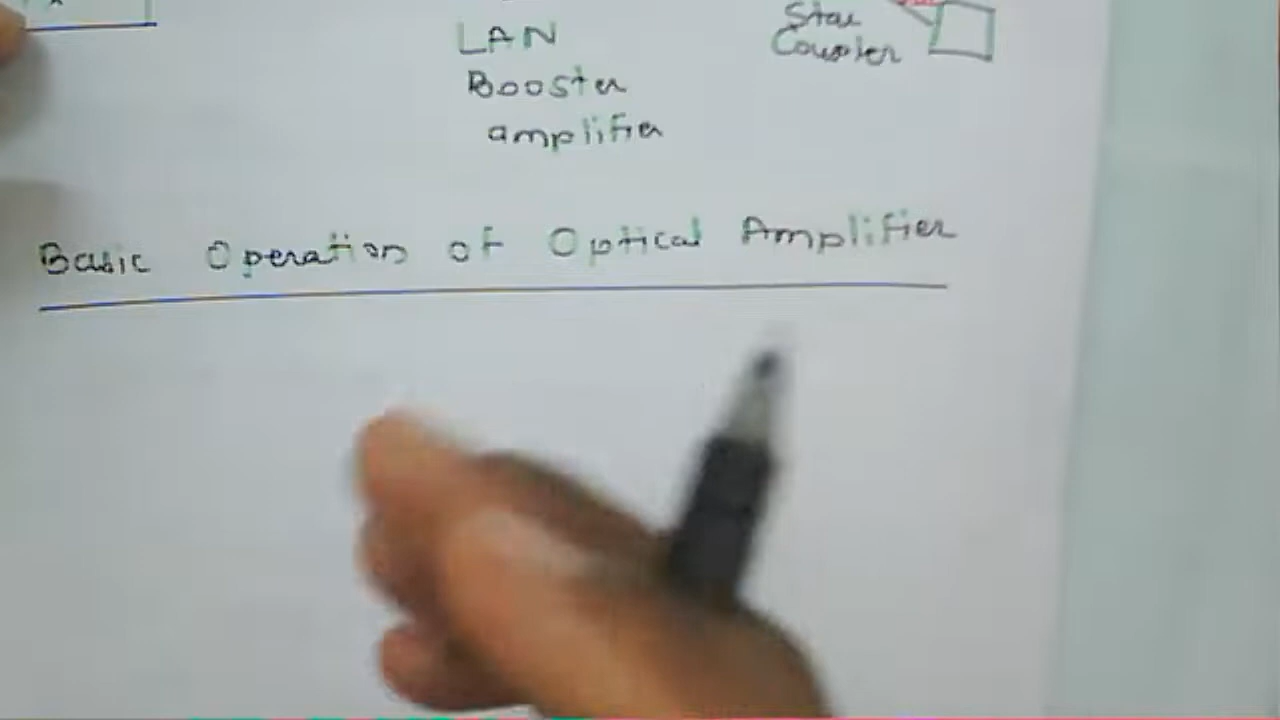 LAN
Booster
amplifier
Star
Coupler
Basic Operation of Optical Amplifier